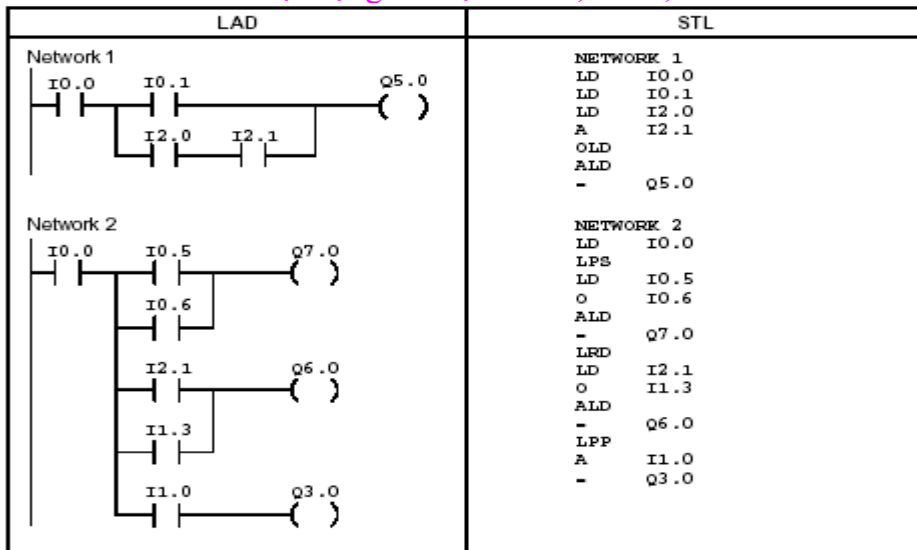 LAD
STL
Network 1
I0.0 I0.1 Q5.0
I2.0 I2.1
NETWORK 1
LD I0.0
LD I0.1
LD I2.0
A I2.1
OLD
ALD
= Q5.0
Network 2
I0.0 I0.5 Q7.0
I0.6
I2.1 Q6.0
I1.3
I1.0 Q3.0
NETWORK 2
LD I0.0
LPS
LD I0.5
O I0.6
ALD
= Q7.0
LRD
LD I2.1
O I1.3
ALD
= Q6.0
LPP
A I1.0
= Q3.0